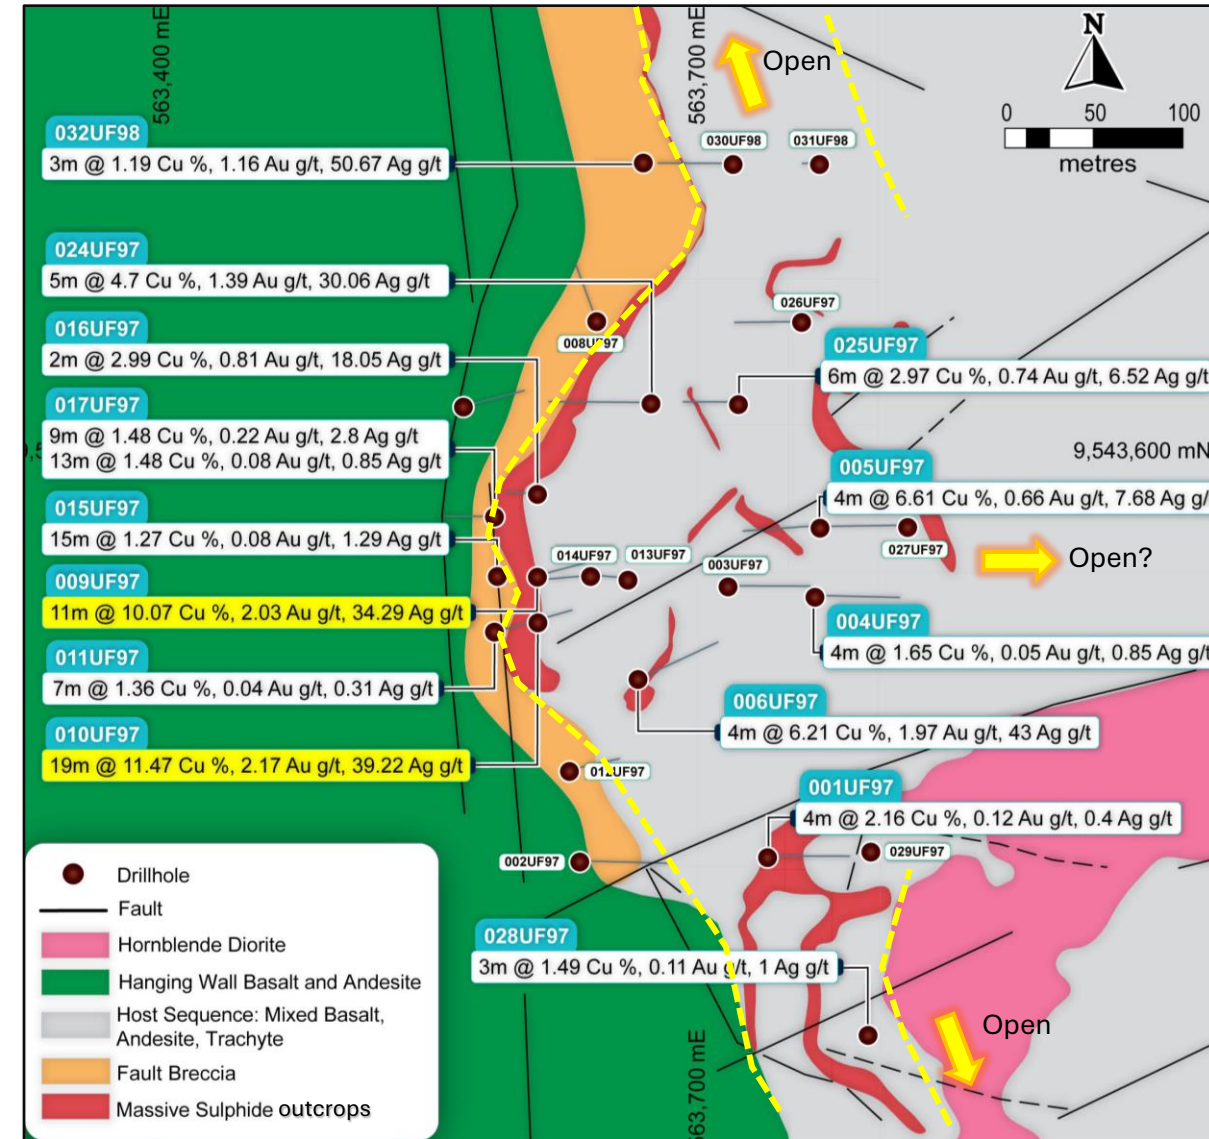 563,400 mE
563,700 mE
Open
N
0 50 100
metres
032UF98
3m @ 1.19 Cu %, 1.16 Au g/t, 50.67 Ag g/t
030UF98
031UF98
024UF97
5m @ 4.7 Cu %, 1.39 Au g/t, 30.06 Ag g/t
026UF97
016UF97
2m @ 2.99 Cu %, 0.81 Au g/t, 18.05 Ag g/t
008UF97
025UF97
6m @ 2.97 Cu %, 0.74 Au g/t, 6.52 Ag g/t
017UF97
9m @ 1.48 Cu %, 0.22 Au g/t, 2.8 Ag g/t
13m @ 1.48 Cu %, 0.08 Au g/t, 0.85 Ag g/t
9,543,600 mN
005UF97
4m @ 6.61 Cu %, 0.66 Au g/t, 7.68 Ag g/
015UF97
15m @ 1.27 Cu %, 0.08 Au g/t, 1.29 Ag g/t
014UF97
013UF97
003UF97
027UF97
Open?
009UF97
11m @ 10.07 Cu %, 2.03 Au g/t, 34.29 Ag g/t
004UF97
4m @ 1.65 Cu %, 0.05 Au g/t, 0.85 Ag g/t
011UF97
7m @ 1.36 Cu %, 0.04 Au g/t, 0.31 Ag g/t
006UF97
4m @ 6.21 Cu %, 1.97 Au g/t, 43 Ag g/t
010UF97
19m @ 11.47 Cu %, 2.17 Au g/t, 39.22 Ag g/t
012UF97
001UF97
4m @ 2.16 Cu %, 0.12 Au g/t, 0.4 Ag g/t
002UF97
029UF97
028UF97
3m @ 1.49 Cu %, 0.11 Au g/t, 1 Ag g/t
Open
563,700 mE
Drillhole
Fault
Hornblende Diorite
Hanging Wall Basalt and Andesite
Host Sequence: Mixed Basalt,
Andesite, Trachyte
Fault Breccia
Massive Sulphide outcrops